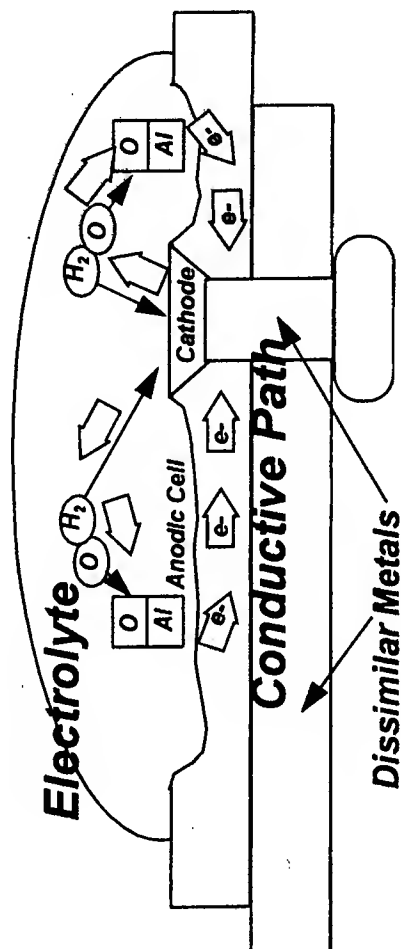 Electrolyte
H2
O
O
Al
H2
O
O
Al
Anodic Cell
Cathode
e-
e-
e-
e-
e-
Conductive Path
Dissimilar Metals